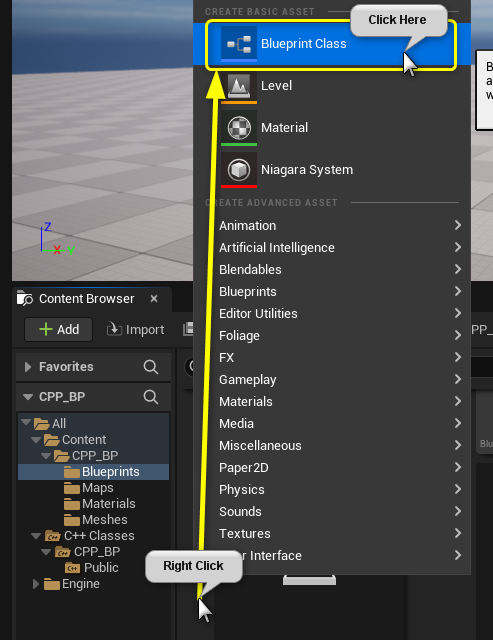 CREATE BASIC ASSET
Click Here
Blueprint Class
B
a
w
Level
Material
Niagara System
CREATE ADVANCED ASSET
Z
X Y
Animation
Artificial Intelligence
Blendables
Content Browser ×
Blueprints
Editor Utilities
+ Add Import
PP_
Foliage
Favorites
FX
Gameplay
CPP_BP
Materials
All
Media
Content
Miscellaneous
Blu
CPP_BP
Paper2D
Blueprints
Physics
Maps
Materials
Sounds
Meshes
Textures
C++ Classes
CPP_BP
er Interface
Public
Right Click
Engine